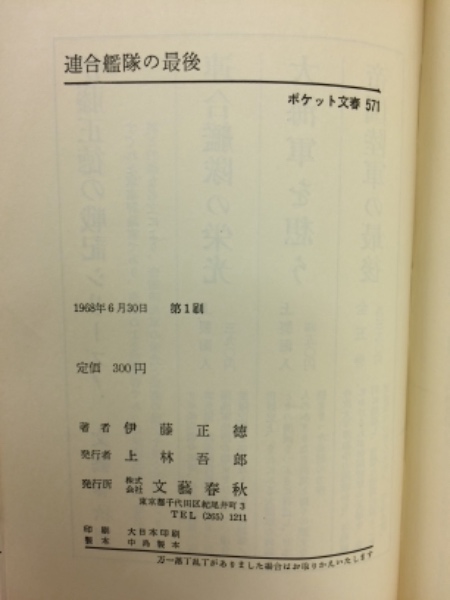 連合艦隊の最後
ポケット文春 571
1968年6月30日 第1刷
定価 300円
著者 伊藤正徳
発行者 上林吾郎
発行所 株式会社 文藝春秋
東京都千代田区紀尾井町3
TEL (265) 1211
印刷 大日本印刷
製本 中島製本
万一落丁乱丁がありました場合はお取りかえいたします